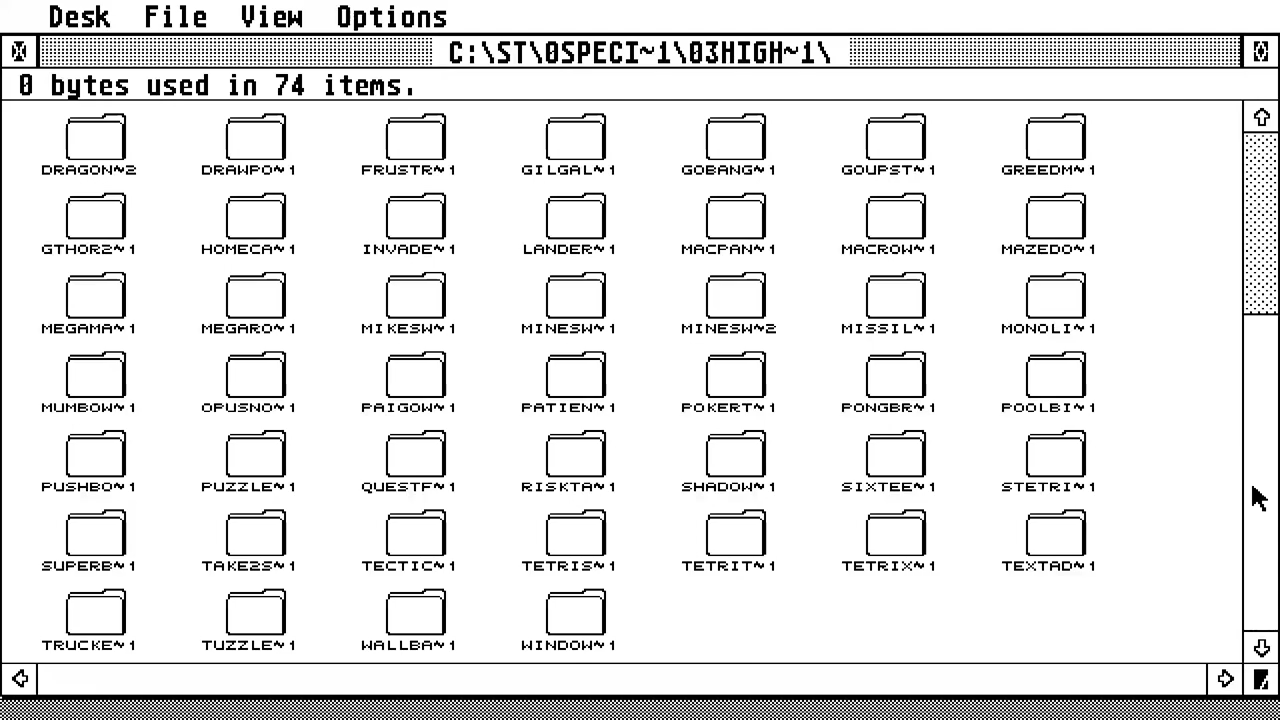 Desk File View Options
C:\ST\0SPECI~1\03HIGH~1\
0 bytes used in 74 items.
DRAGON~2 DRAWPO~1 FRUSTR~1 GILGAL~1 GOBANG~1 GOUPST~1 GREEDM~1
GTHOR2~1 HOMECA~1 INVADE~1 LANDER~1 MACPAN~1 MACROW~1 MAZEDO~1
MEGAMA~1 MEGARO~1 MIKESW~1 MINESW~1 MINESW~2 MISSIL~1 MONOLI~1
MUMBOW~1 OPUSNO~1 PAIGOW~1 PATIEN~1 POKERT~1 PONGBR~1 POOLBI~1
PUSHBO~1 PUZZLE~1 QUESTF~1 RISKTA~1 SHADOW~1 SIXTEE~1 STETRI~1
SUPERB~1 TAKE2S~1 TECTIC~1 TETRIS~1 TETRIT~1 TETRIX~1 TEXTAD~1
TRUCKE~1 TUZZLE~1 WALLBA~1 WINDOW~1